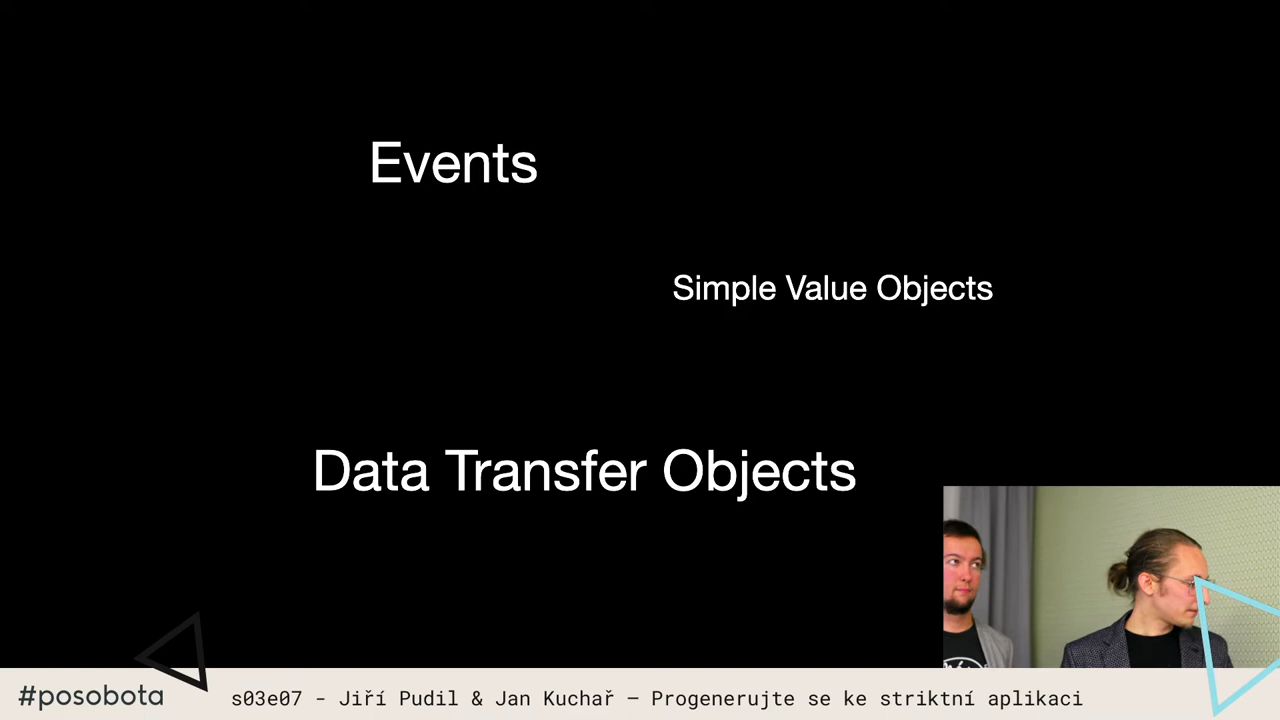 Events
Simple Value Objects
Data Transfer Objects
#posobota
s03e07 - Jiří Pudil & Jan Kuchař – Progenerujte se ke striktní aplikaci